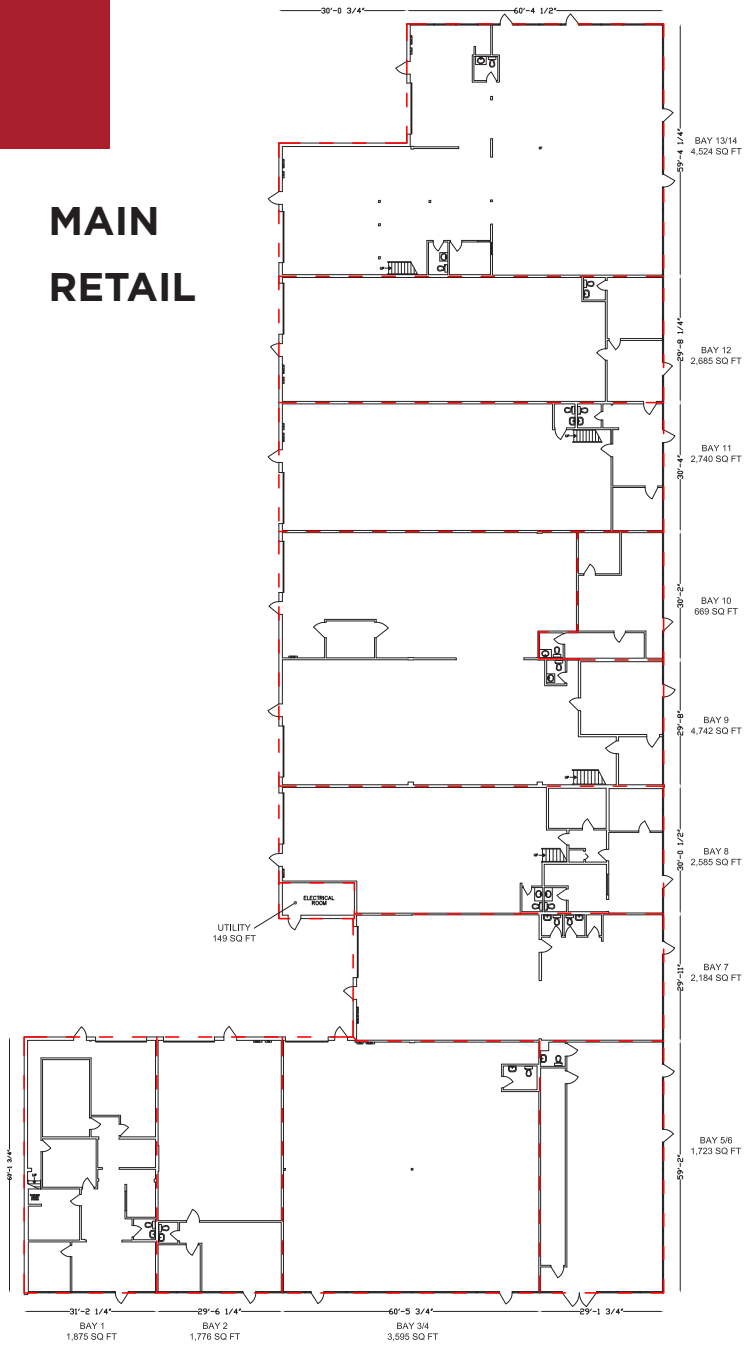 30'-0 3/4"
60'-4 1/2"
MAIN
RETAIL
59'-4 1/4"
BAY 13/14
4,524 SQ FT
UP
29'-8 1/4"
BAY 12
2,685 SQ FT
UP
30'-4"
BAY 11
2,740 SQ FT
30'-2"
BAY 10
669 SQ FT
29'-8"
BAY 9
4,742 SQ FT
UP
30'-0 1/2"
BAY 8
2,585 SQ FT
UP
ELECTRICAL
ROOM
UTILITY
149 SQ FT
29'-11"
BAY 7
2,184 SQ FT
59'-2"
BAY 5/6
1,723 SQ FT
UP
31'-2 1/4"
29'-6 1/4"
60'-5 3/4"
29'-1 3/4"
BAY 1
1,875 SQ FT
BAY 2
1,776 SQ FT
BAY 3/4
3,595 SQ FT